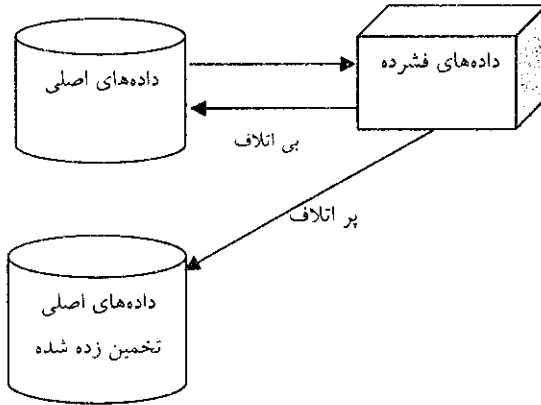 داده‌های اصلی
داده‌های فشرده
بی اتلاف
پر اتلاف
داده‌های اصلی
تخمین زده شده